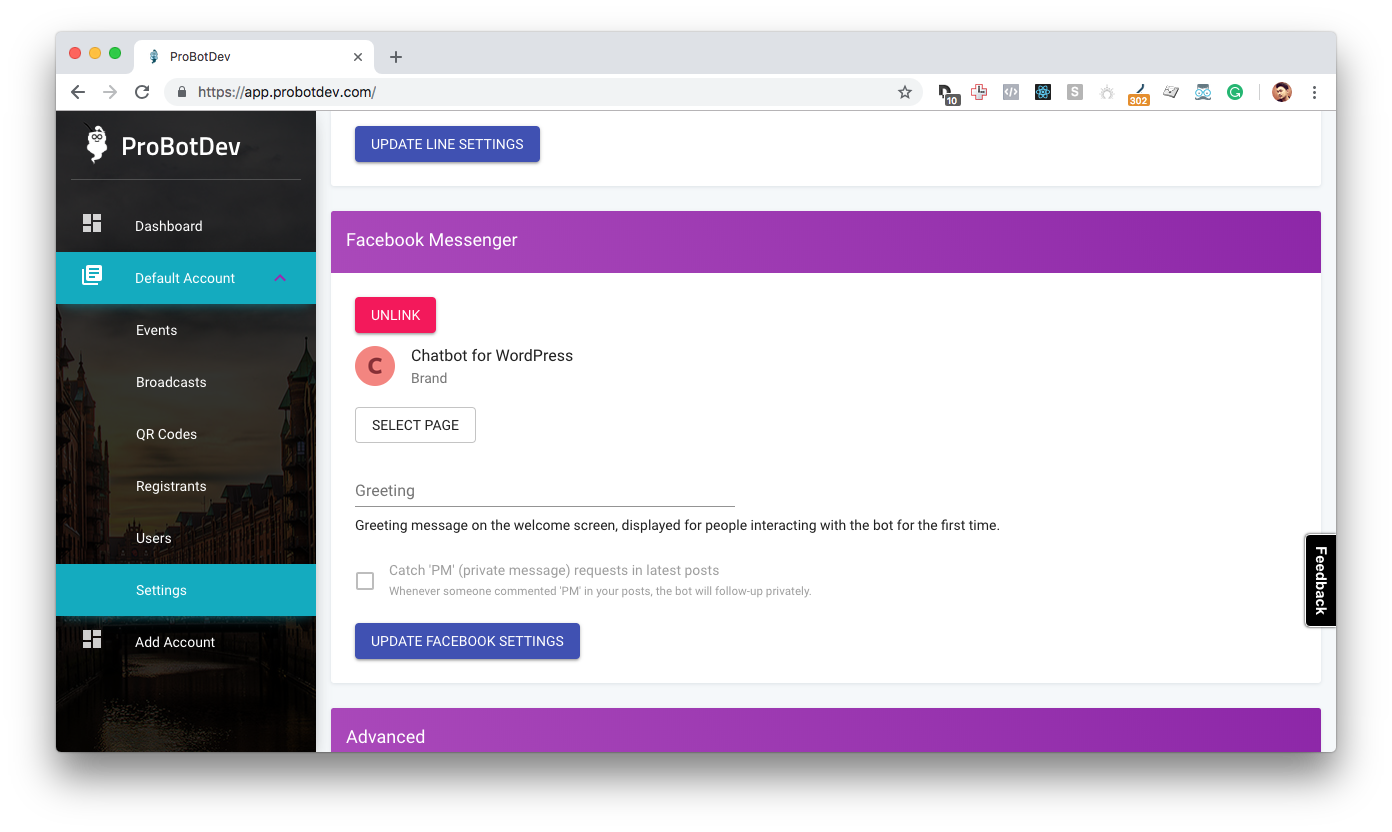 ProBotDev
https://app.probotdev.com/
10
S
302
ProBotDev
Dashboard
Default Account
Events
Broadcasts
QR Codes
Registrants
Users
Settings
Add Account
UPDATE LINE SETTINGS
Facebook Messenger
UNLINK
C
Chatbot for WordPress
Brand
SELECT PAGE
Greeting
Greeting message on the welcome screen, displayed for people interacting with the bot for the first time.
Catch 'PM' (private message) requests in latest posts
Whenever someone commented 'PM' in your posts, the bot will follow-up privately.
UPDATE FACEBOOK SETTINGS
Advanced
Feedback